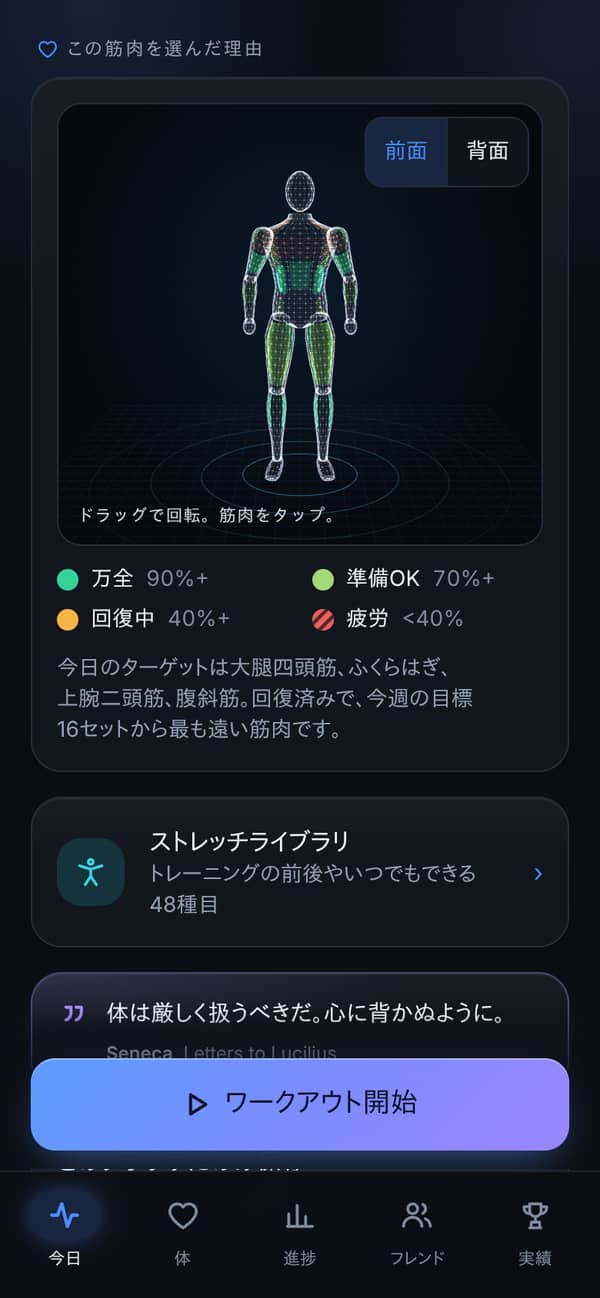 この筋肉を選んだ理由
前面 背面
ドラッグで回転。筋肉をタップ。
万全 90%+ 準備OK 70%+
回復中 40%+ 疲労 <40%
今日のターゲットは大腿四頭筋、ふくらはぎ、
上腕二頭筋、腹斜筋。回復済みで、今週の目標
16セットから最も遠い筋肉です。
ストレッチライブラリ
トレーニングの前後やいつでもできる
48種目
体は厳しく扱うべきだ。心に背かぬように。
Seneca Letters to Lucilius
ワークアウト開始
今日 体 進捗 フレンド 実績